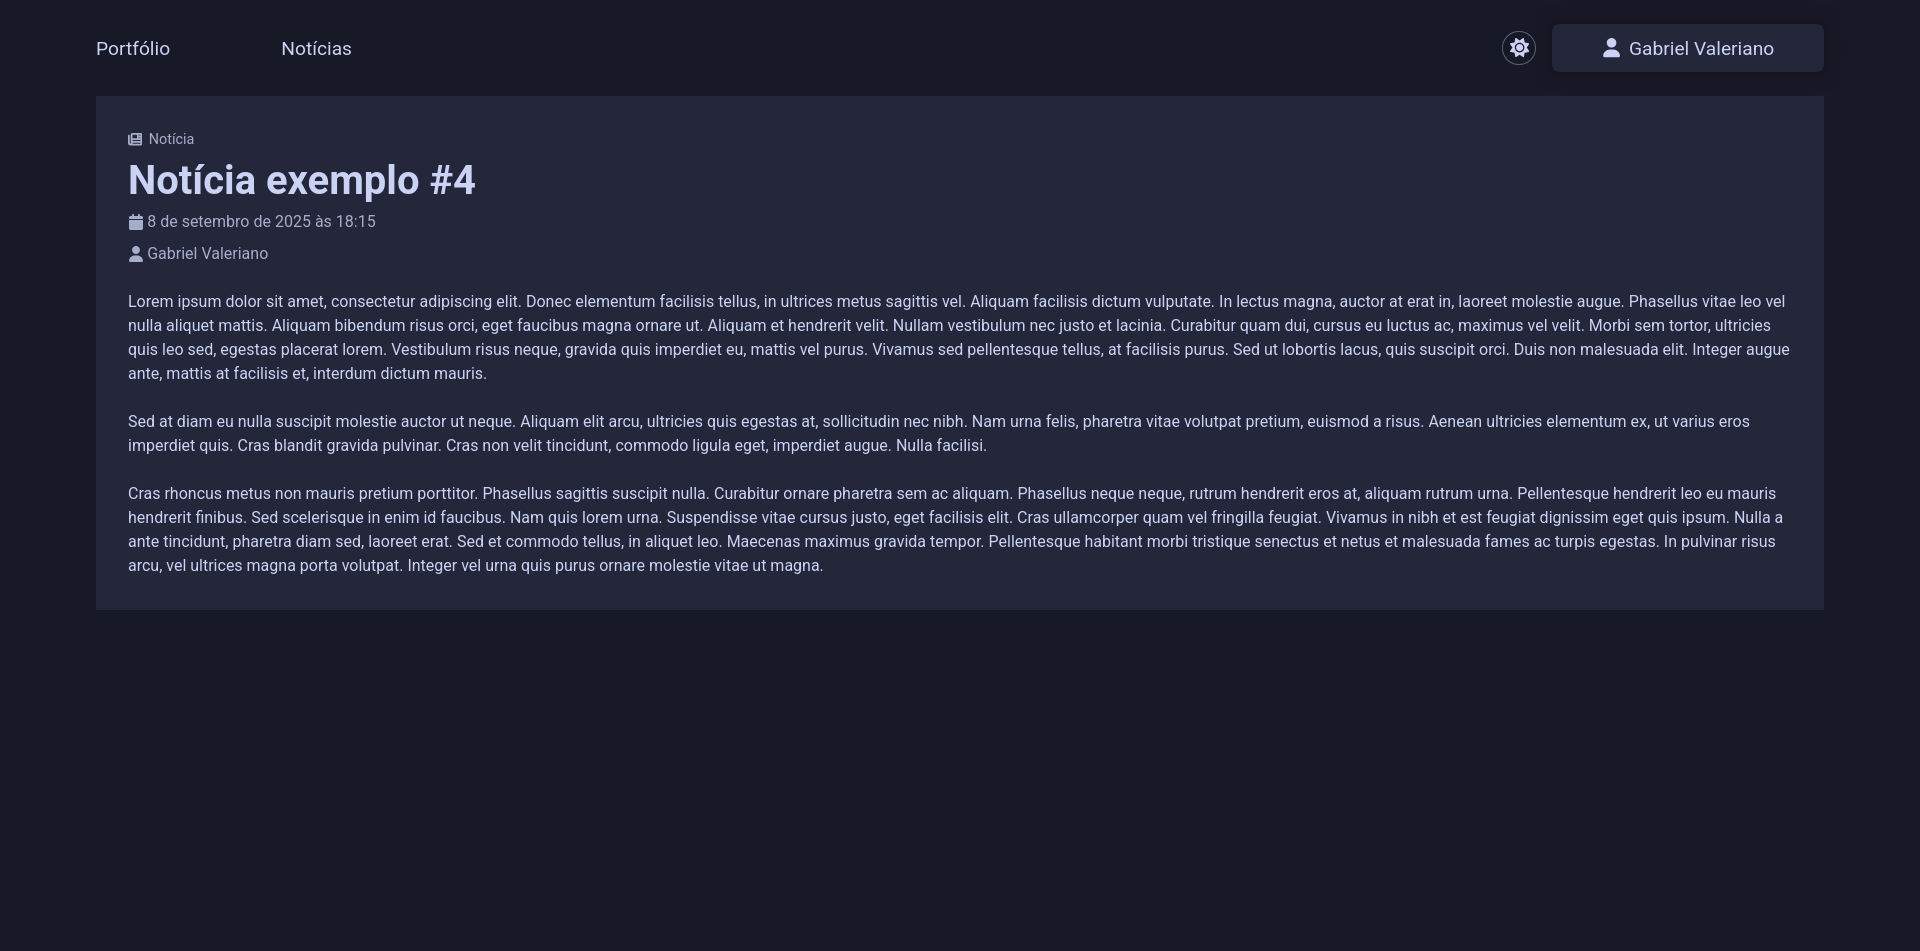 Portfólio
Notícias
Gabriel Valeriano
Notícia
Notícia exemplo #4
8 de setembro de 2025 às 18:15
Gabriel Valeriano
Lorem ipsum dolor sit amet, consectetur adipiscing elit. Donec elementum facilisis tellus, in ultrices metus sagittis vel. Aliquam facilisis dictum vulputate. In lectus magna, auctor at erat in, laoreet molestie augue. Phasellus vitae leo vel
nulla aliquet mattis. Aliquam bibendum risus orci, eget faucibus magna ornare ut. Aliquam et hendrerit velit. Nullam vestibulum nec justo et lacinia. Curabitur quam dui, cursus eu luctus ac, maximus vel velit. Morbi sem tortor, ultricies
quis leo sed, egestas placerat lorem. Vestibulum risus neque, gravida quis imperdiet eu, mattis vel purus. Vivamus sed pellentesque tellus, at facilisis purus. Sed ut lobortis lacus, quis suscipit orci. Duis non malesuada elit. Integer augue
ante, mattis at facilisis et, interdum dictum mauris.
Sed at diam eu nulla suscipit molestie auctor ut neque. Aliquam elit arcu, ultricies quis egestas at, sollicitudin nec nibh. Nam urna felis, pharetra vitae volutpat pretium, euismod a risus. Aenean ultricies elementum ex, ut varius eros
imperdiet quis. Cras blandit gravida pulvinar. Cras non velit tincidunt, commodo ligula eget, imperdiet augue. Nulla facilisi.
Cras rhoncus metus non mauris pretium porttitor. Phasellus sagittis suscipit nulla. Curabitur ornare pharetra sem ac aliquam. Phasellus neque neque, rutrum hendrerit eros at, aliquam rutrum urna. Pellentesque hendrerit leo eu mauris
hendrerit finibus. Sed scelerisque in enim id faucibus. Nam quis lorem urna. Suspendisse vitae cursus justo, eget facilisis elit. Cras ullamcorper quam vel fringilla feugiat. Vivamus in nibh et est feugiat dignissim eget quis ipsum. Nulla a
ante tincidunt, pharetra diam sed, laoreet erat. Sed et commodo tellus, in aliquet leo. Maecenas maximus gravida tempor. Pellentesque habitant morbi tristique senectus et netus et malesuada fames ac turpis egestas. In pulvinar risus
arcu, vel ultrices magna porta volutpat. Integer vel urna quis purus ornare molestie vitae ut magna.